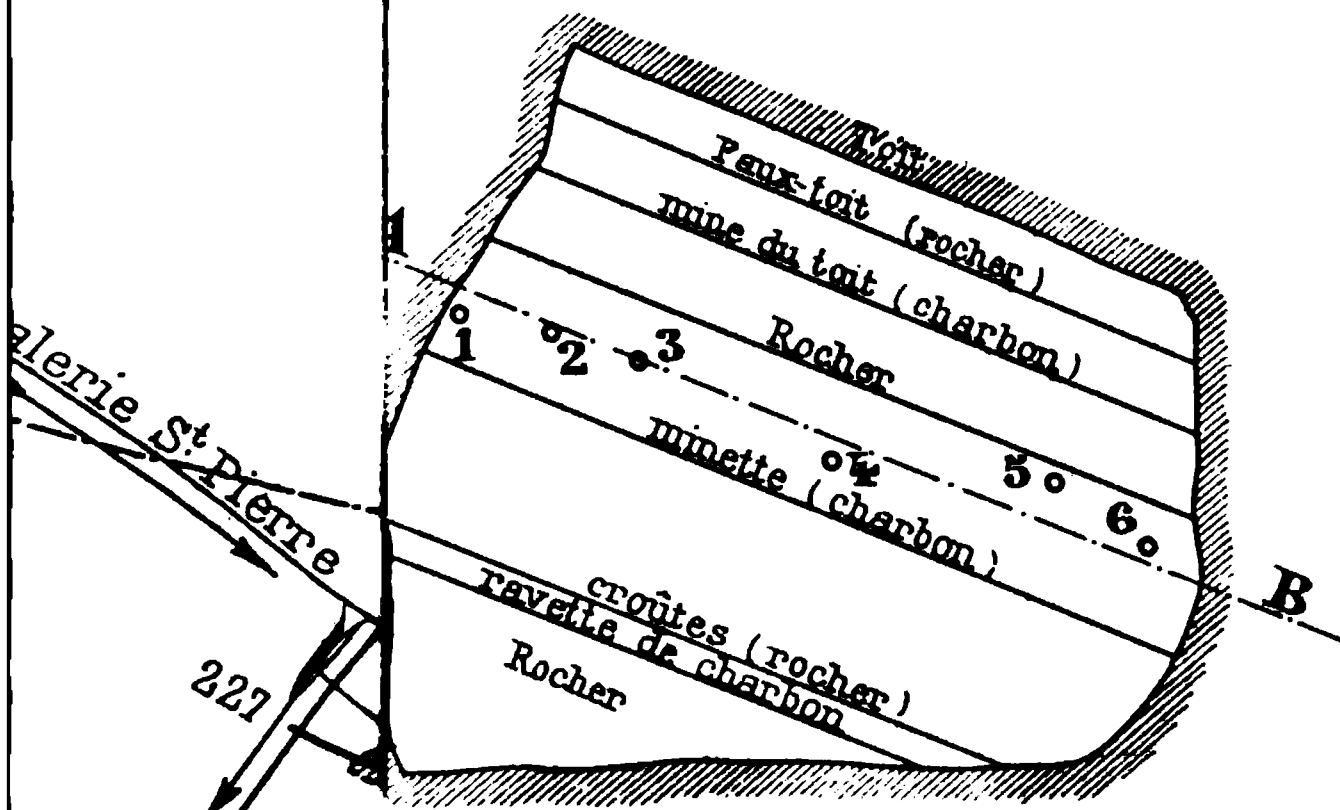 Toit
Faux-toit (rocher)
mine du toit (charbon)
Rocher
1
2
3
4
5
6
minette (charbon)
croûtes (rocher)
ravette de charbon
Rocher
alerie St Pierre
227
B